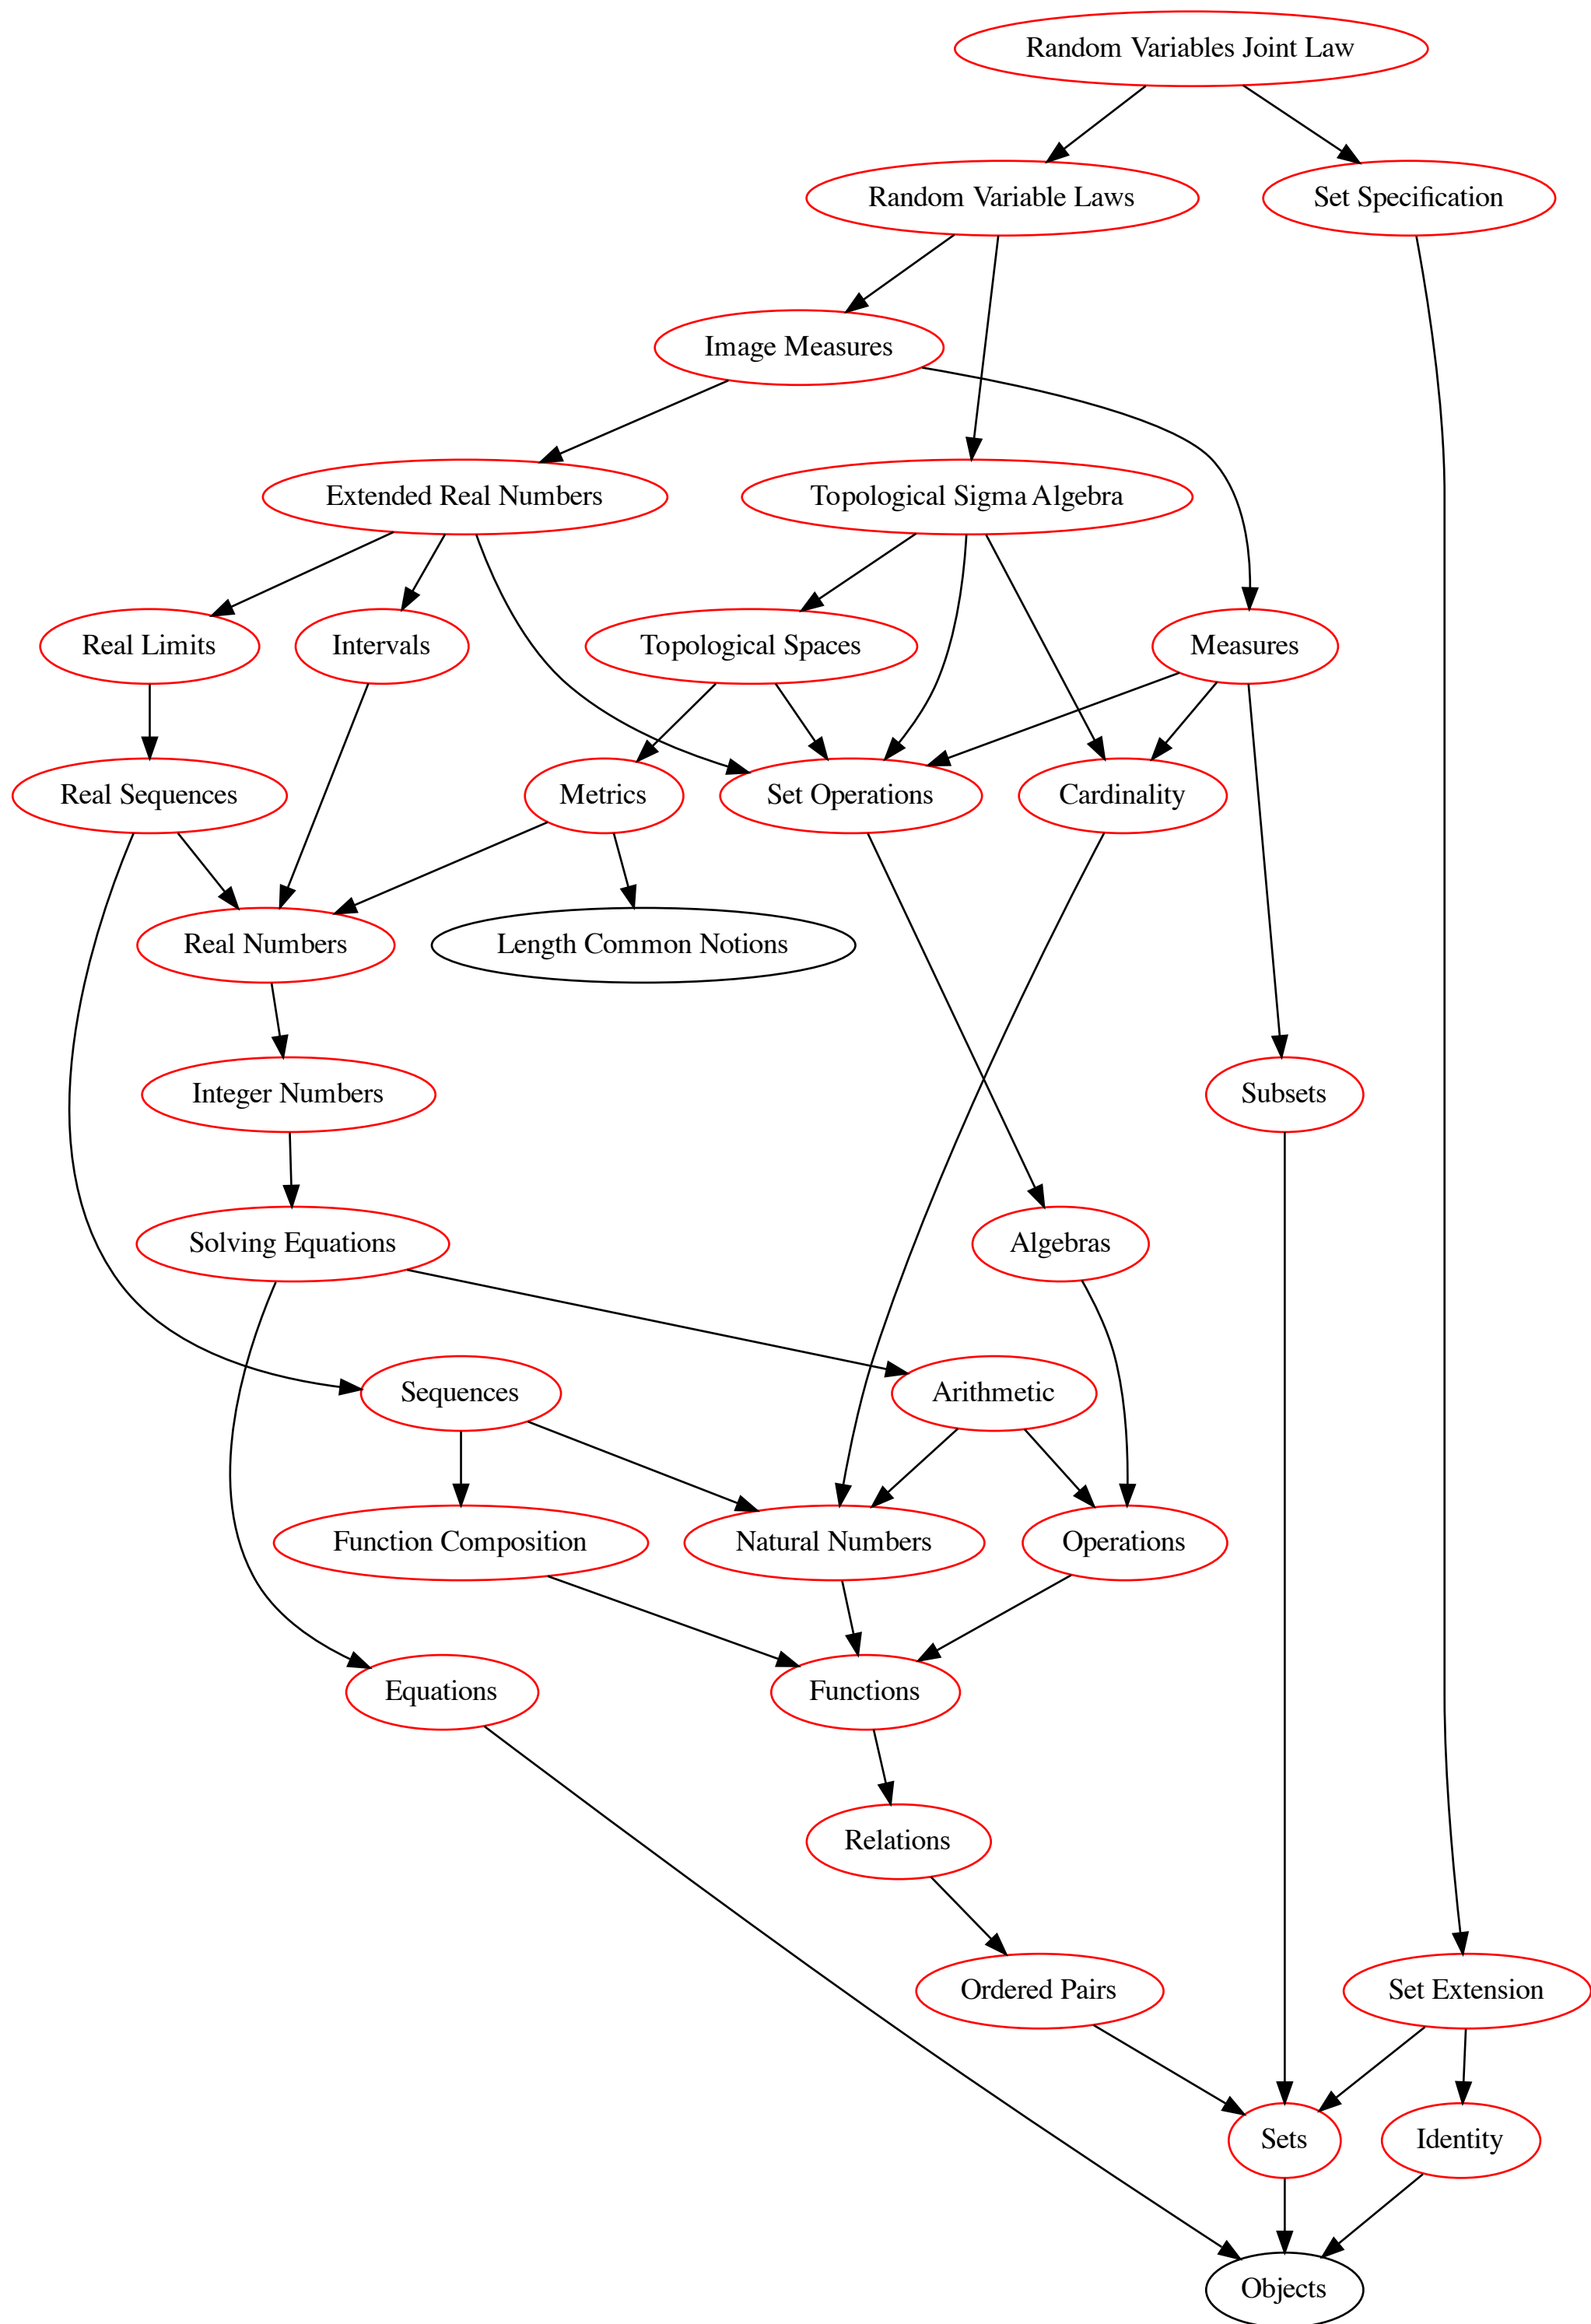 Random Variables Joint Law
Random Variable Laws
Set Specification
Image Measures
Extended Real Numbers
Topological Sigma Algebra
Real Limits
Intervals
Topological Spaces
Measures
Real Sequences
Metrics
Set Operations
Cardinality
Real Numbers
Length Common Notions
Integer Numbers
Subsets
Solving Equations
Algebras
Sequences
Arithmetic
Function Composition
Natural Numbers
Operations
Equations
Functions
Relations
Ordered Pairs
Set Extension
Sets
Identity
Objects